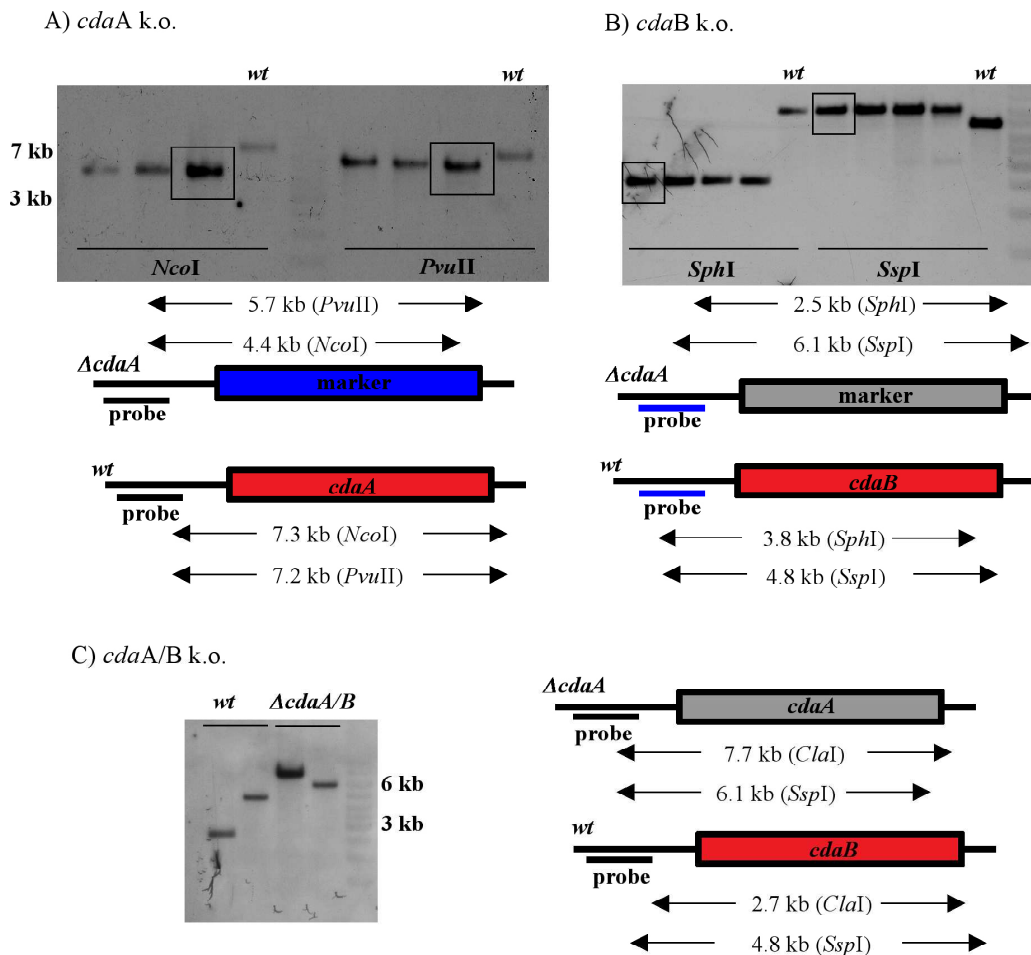 A) cdaA k.o.
wt
wt
7 kb
3 kb
NcoI
PvuII
5.7 kb (PvuII)
4.4 kb (NcoI)
ΔcdaA
marker
probe
wt
cdaA
probe
7.3 kb (NcoI)
7.2 kb (PvuII)
B) cdaB k.o.
wt
wt
SphI
SspI
2.5 kb (SphI)
6.1 kb (SspI)
ΔcdaA
marker
probe
wt
cdaB
probe
3.8 kb (SphI)
4.8 kb (SspI)
C) cdaA/B k.o.
wt
ΔcdaA/B
6 kb
3 kb
ΔcdaA
cdaA
probe
7.7 kb (ClaI)
6.1 kb (SspI)
wt
cdaB
probe
2.7 kb (ClaI)
4.8 kb (SspI)